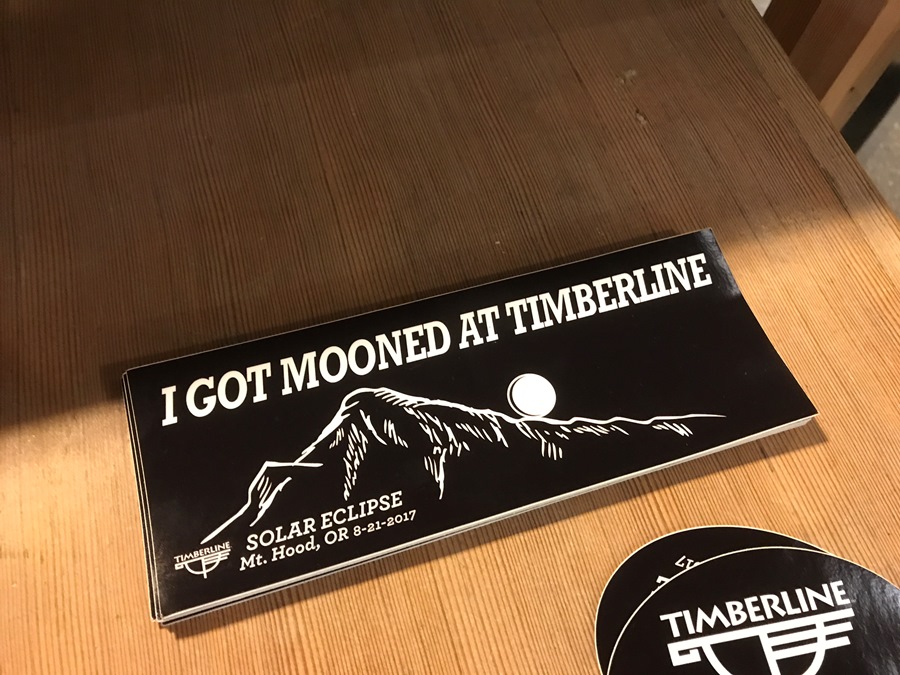 I GOT MOONED AT TIMBERLINE
SOLAR ECLIPSE
Mt. Hood, OR 8-21-2017
TIMBERLINE
TIMBERLINE